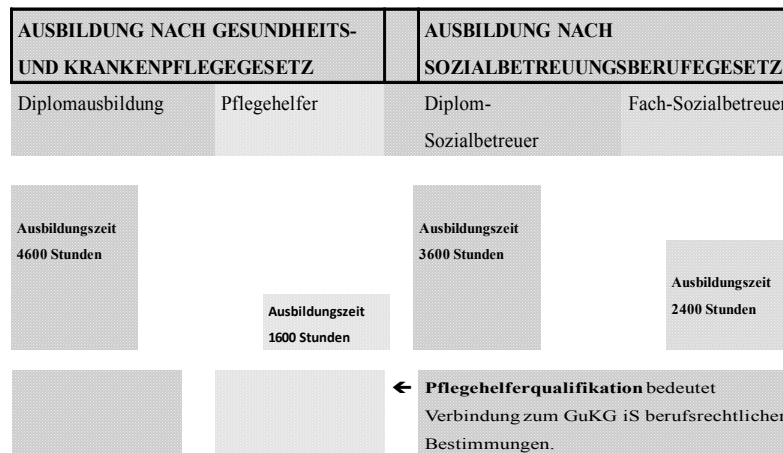 AUSBILDUNG NACH GESUNDHEITS-
UND KRANKENPFLEGEGESETZ
AUSBILDUNG NACH
SOZIALBETREUUNGSBERUFEGESETZ
Diplomausbildung
Pflegehelfer
Diplom-
Sozialbetreuer
Fach-Sozialbetreuer
Ausbildungszeit
4600 Stunden
Ausbildungszeit
1600 Stunden
Ausbildungszeit
3600 Stunden
Ausbildungszeit
2400 Stunden
← Pflegehelferqualifikation bedeutet
Verbindung zum GuKG iS berufsrechtlicher
Bestimmungen.